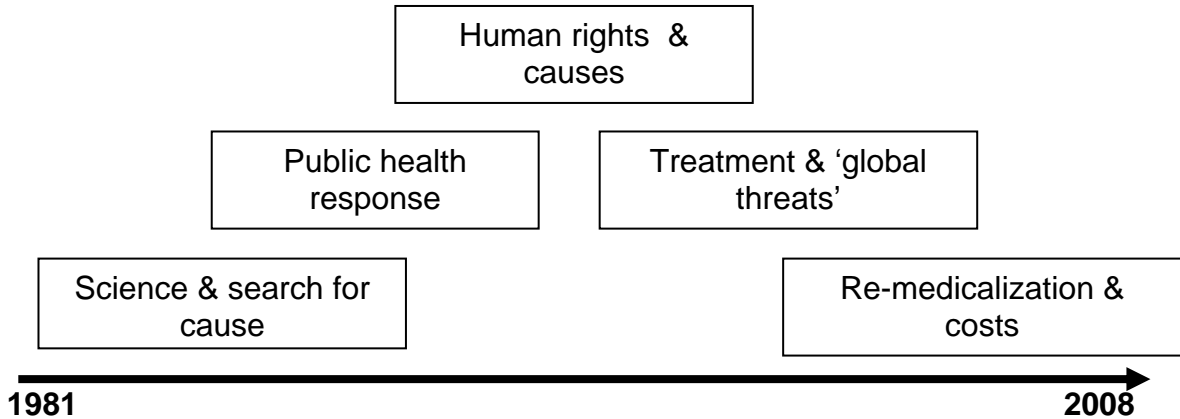 Human rights &
causes
Public health
response
Treatment & ‘global
threats’
Science & search for
cause
Re-medicalization &
costs
1981
2008